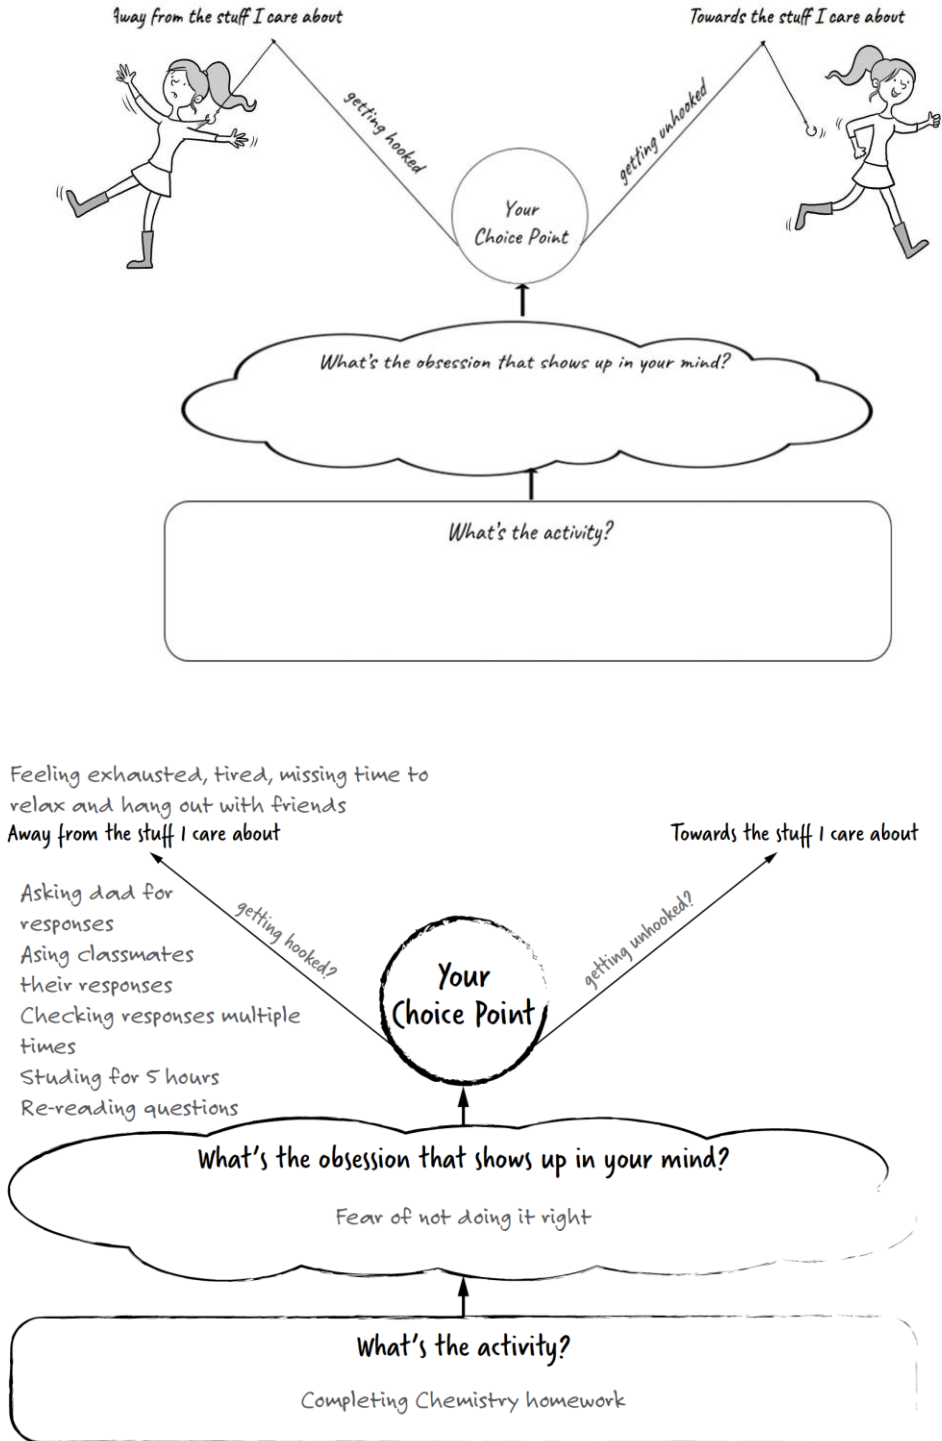 Away from the stuff I care about
Towards the stuff I care about
getting hooked
getting unhooked
Your
Choice Point
What's the obsession that shows up in your mind?
What's the activity?
Feeling exhausted, tired, missing time to
relax and hang out with friends
Away from the stuff I care about
Towards the stuff I care about
Asking dad for
responses
Asing classmates
their responses
Checking responses multiple
times
Studing for 5 hours
Re-reading questions
getting hooked?
getting unhooked?
Your
Choice Point
What's the obsession that shows up in your mind?
Fear of not doing it right
What's the activity?
Completing Chemistry homework